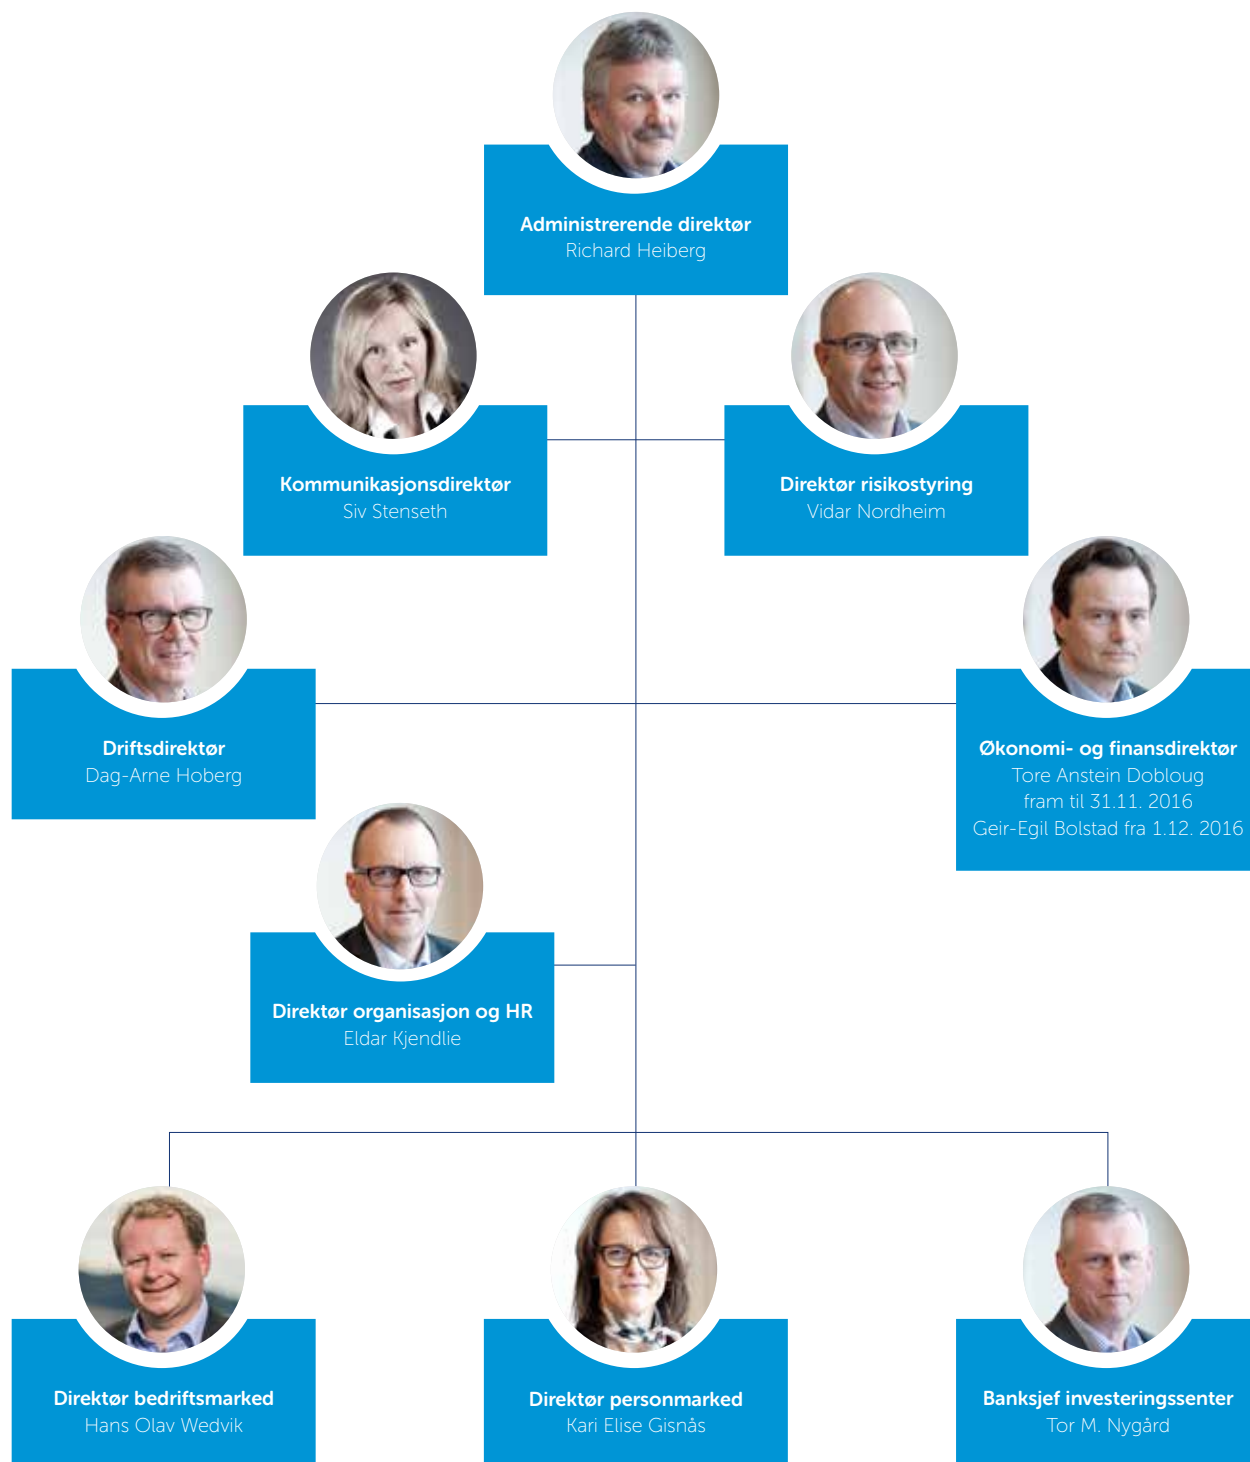 Administrerende direktør
Richard Heiberg
Kommunikasjonsdirektør
Siv Stenseth
Direktør risikostyring
Vidar Nordheim
Driftsdirektør
Dag-Arne Hoberg
Økonomi- og finansdirektør
Tore Anstein Dobloug
fram til 31.11. 2016
Geir-Egil Bolstad fra 1.12. 2016
Direktør organisasjon og HR
Eldar Kjendlie
Direktør bedriftsmarked
Hans Olav Wedvik
Direktør personmarked
Kari Elise Gisnås
Banksjef investeringssenter
Tor M. Nygård